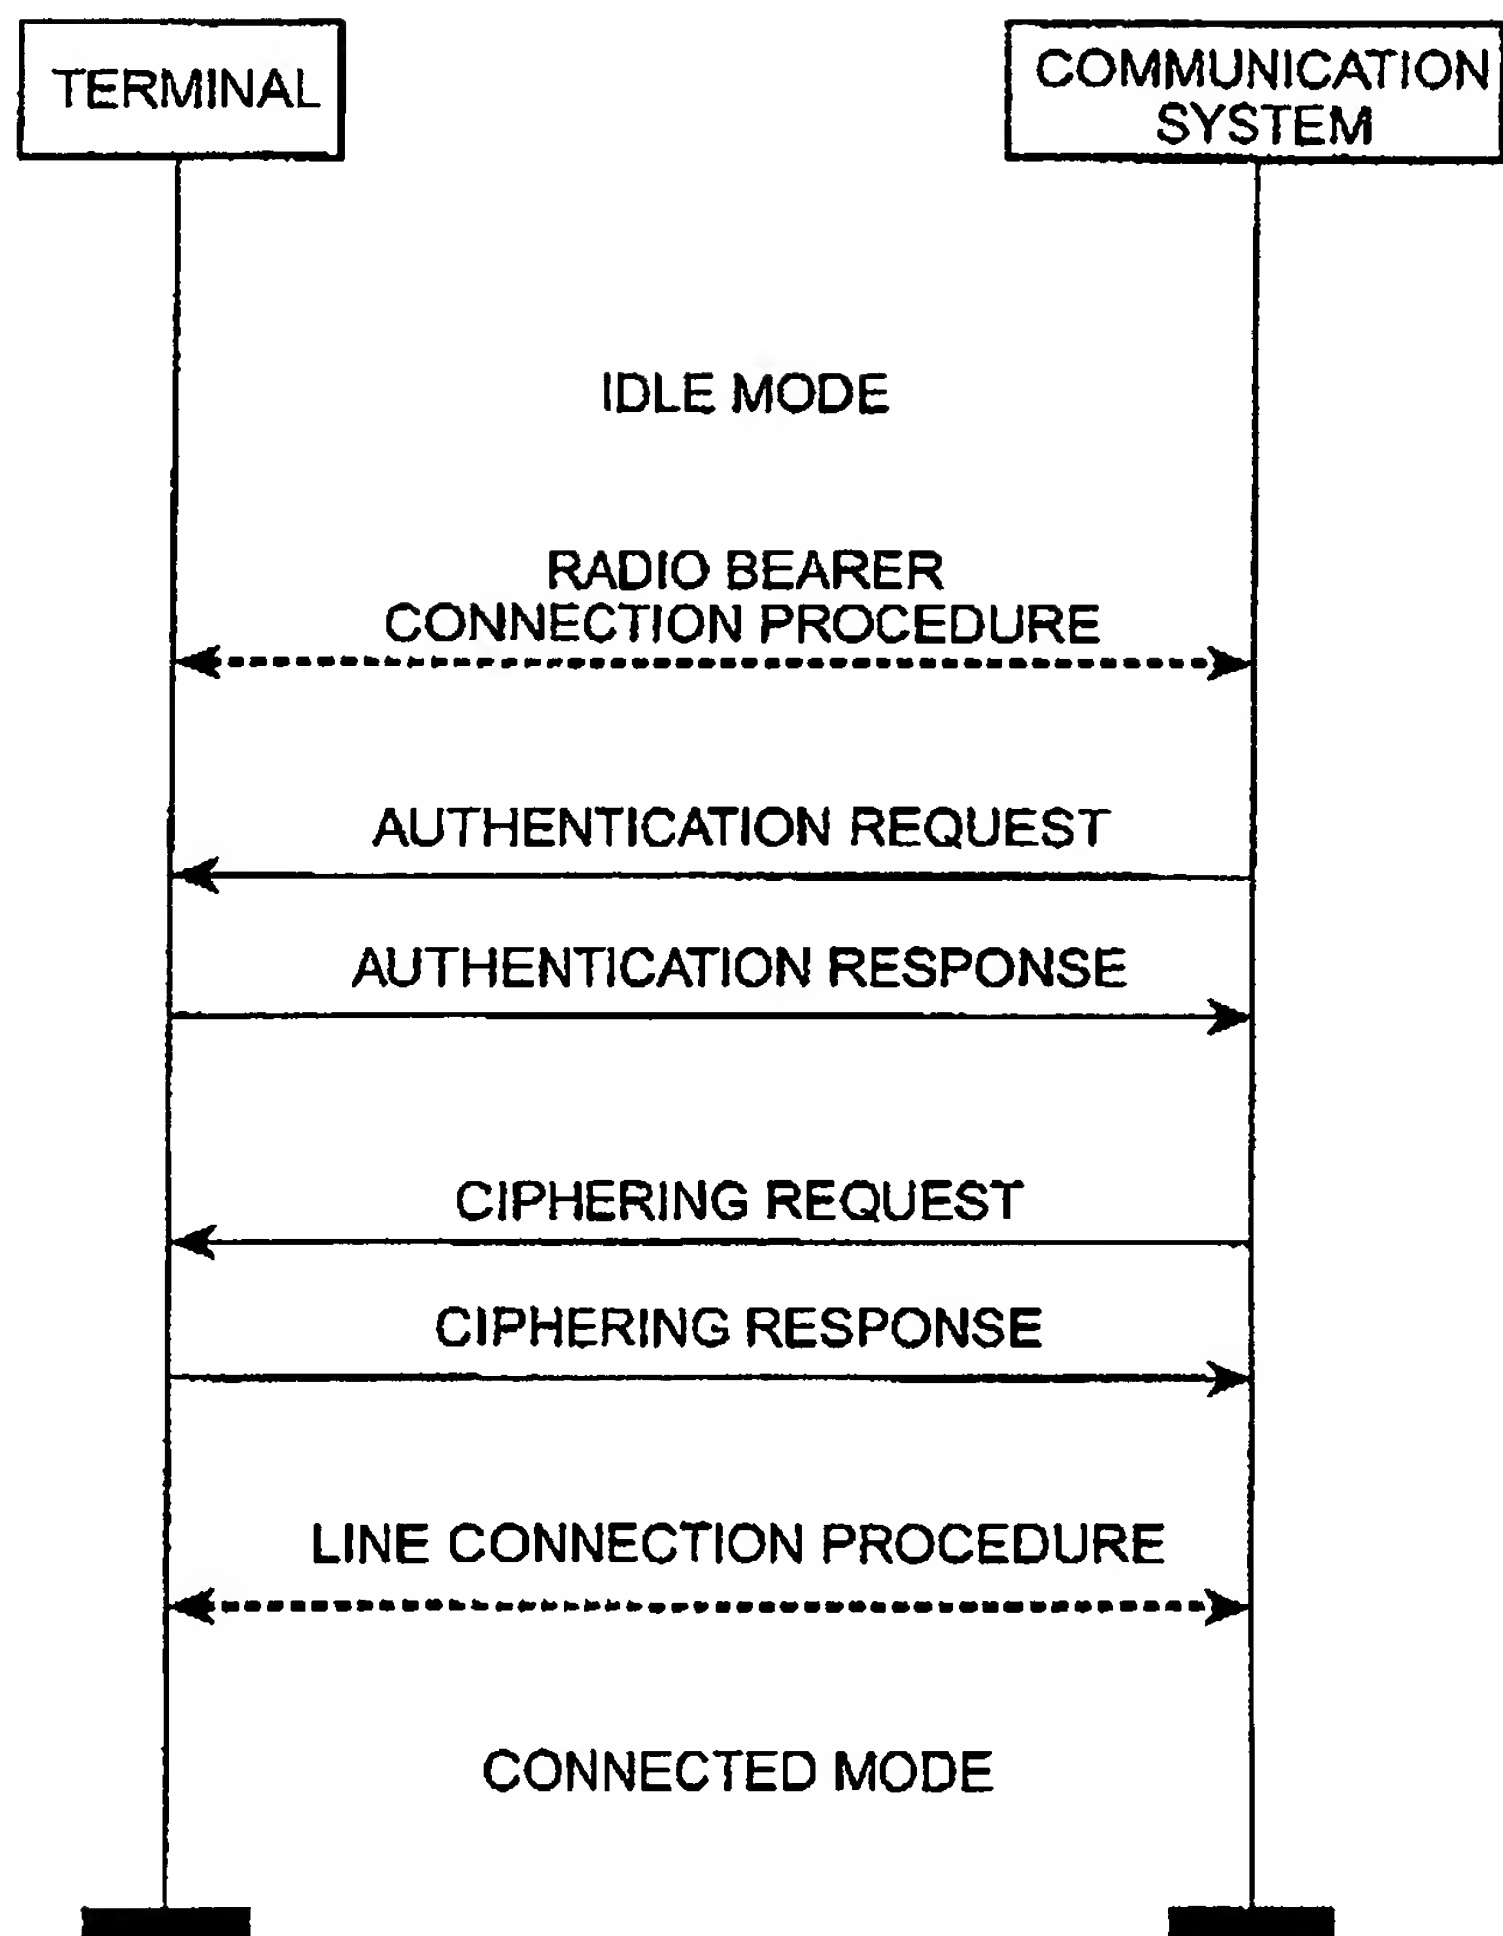 TERMINAL
COMMUNICATION
SYSTEM
IDLE MODE
RADIO BEARER
CONNECTION PROCEDURE
AUTHENTICATION REQUEST
AUTHENTICATION RESPONSE
CIPHERING REQUEST
CIPHERING RESPONSE
LINE CONNECTION PROCEDURE
CONNECTED MODE